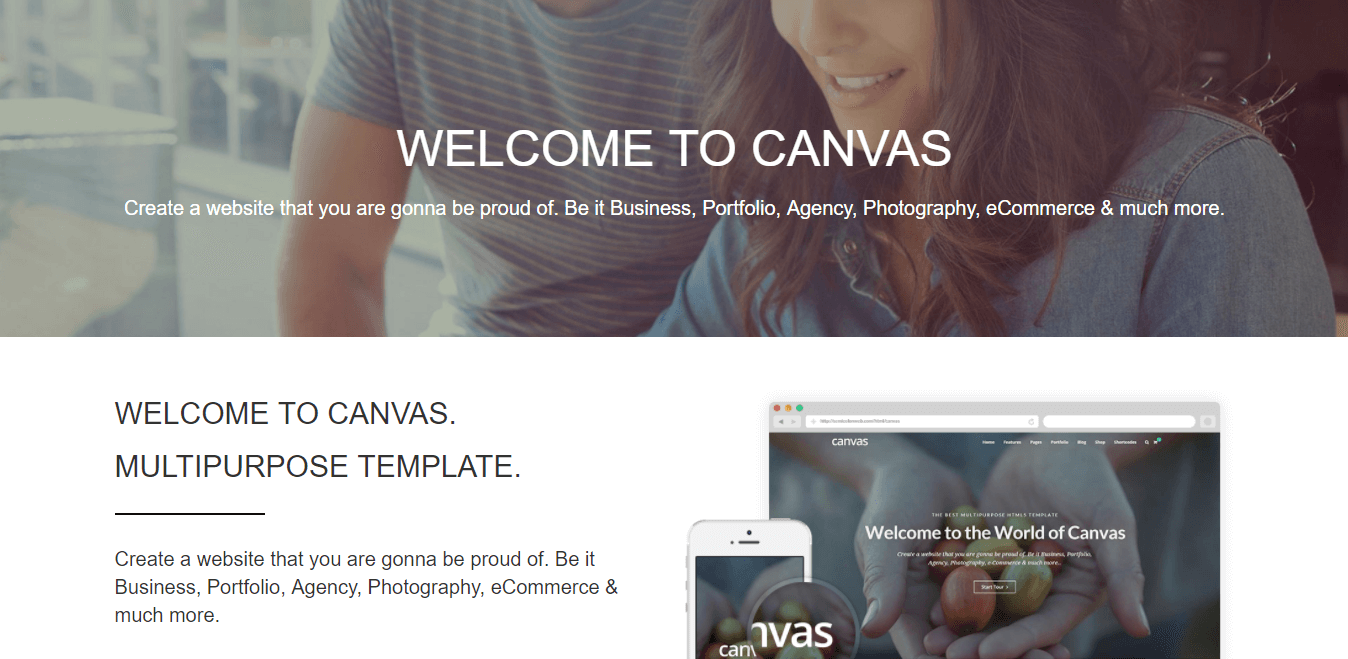 WELCOME TO CANVAS
Create a website that you are gonna be proud of. Be it Business, Portfolio, Agency, Photography, eCommerce & much more.
WELCOME TO CANVAS.
MULTIPURPOSE TEMPLATE.
Create a website that you are gonna be proud of. Be it
Business, Portfolio, Agency, Photography, eCommerce &
much more.
canvas Home Features Pages Portfolio Blog Shop Shortcodes
THE BEST MULTIPURPOSE HTML5 TEMPLATE
Welcome to the World of Canvas
Create a website that you are gonna be proud of. Be it Business, Portfolio,
Agency, Photography, e-Commerce & much more...
Start Tour >
nvas
can